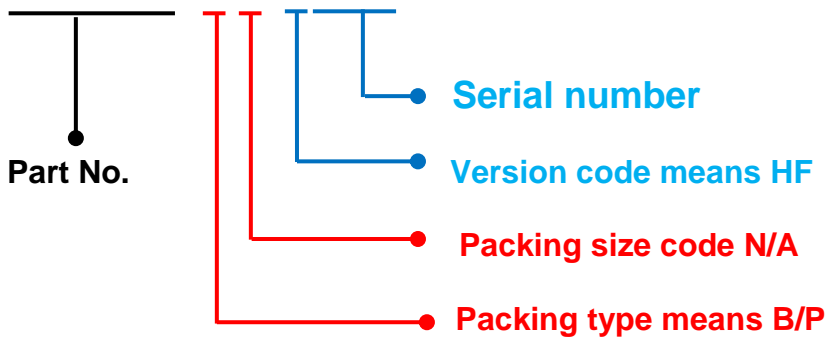 Serial number
Part No.
Version code means HF
Packing size code N/A
Packing type means B/P